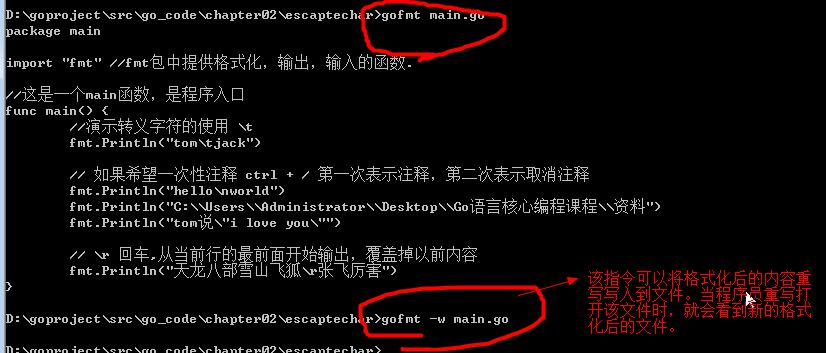 D:\goproject\src\go_code\chapter02\escaptechar>gofmt main.go
package main
import "fmt" //fmt包中提供格式化，输出，输入的函数.
//这是一个main函数，是程序入口
func main() {
//演示转义字符的使用 \t
fmt.Println("tom\tjack")
// 如果希望一次性注释 ctrl + / 第一次表示注释，第二次表示取消注释
fmt.Println("hello\nworld")
fmt.Println("C:\\Users\\Administrator\\Desktop\\Go语言核心编程课程\\资料")
fmt.Println("tom说\"i love you\"")
// \r 回车,从当前行的最前面开始输出，覆盖掉以前内容
fmt.Println("天龙八部雪山飞狐\r张飞厉害")
}
D:\goproject\src\go_code\chapter02\escaptechar>gofmt -w main.go
D:\goproject\src\go_code\chapter02\escaptechar>
该指令可以将格式化后的内容重
写写入到文件。当程序员重写打
开该文件时，就会看到新的格式
化后的文件。